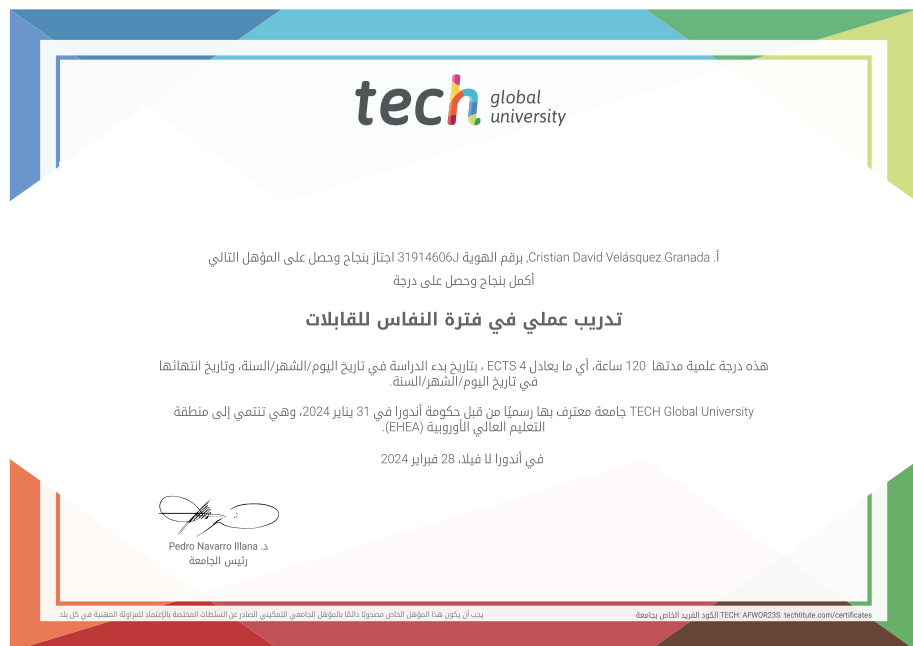 tech global university
أ. Cristian David Velásquez Granada, برقم الهوية 31914606J اجتاز بنجاح وحصل على المؤهل التالي
أكمل بنجاح وحصل على درجة
تدريب عملي في فترة النفاس للقابلات
هذه درجة علمية مدتها 120 ساعة، أي ما يعادل 4 ECTS ، بتاريخ بدء الدراسة في تاريخ اليوم/الشهر/السنة، وتاريخ انتهائها
في تاريخ اليوم/الشهر/السنة.
TECH Global University جامعة معترف بها رسميًا من قبل حكومة أندورا في 31 يناير 2024، وهي تنتمي إلى منطقة
التعليم العالي الأوروبية (EHEA).
في أندورا لا فيلا، 28 فبراير 2024
د. Pedro Navarro Illana
رئيس الجامعة
يجب أن يكون هذا المؤهل الخاص مصحوبًا دائمًا بالمؤهل الجامعي التمكيني الصادر عن السلطات المختصة بالإعتماد للمزاولة المهنية في كل بلد.
الكود الفريد الخاص بجامعة TECH: AFWOR23S techtitute.com/certificates